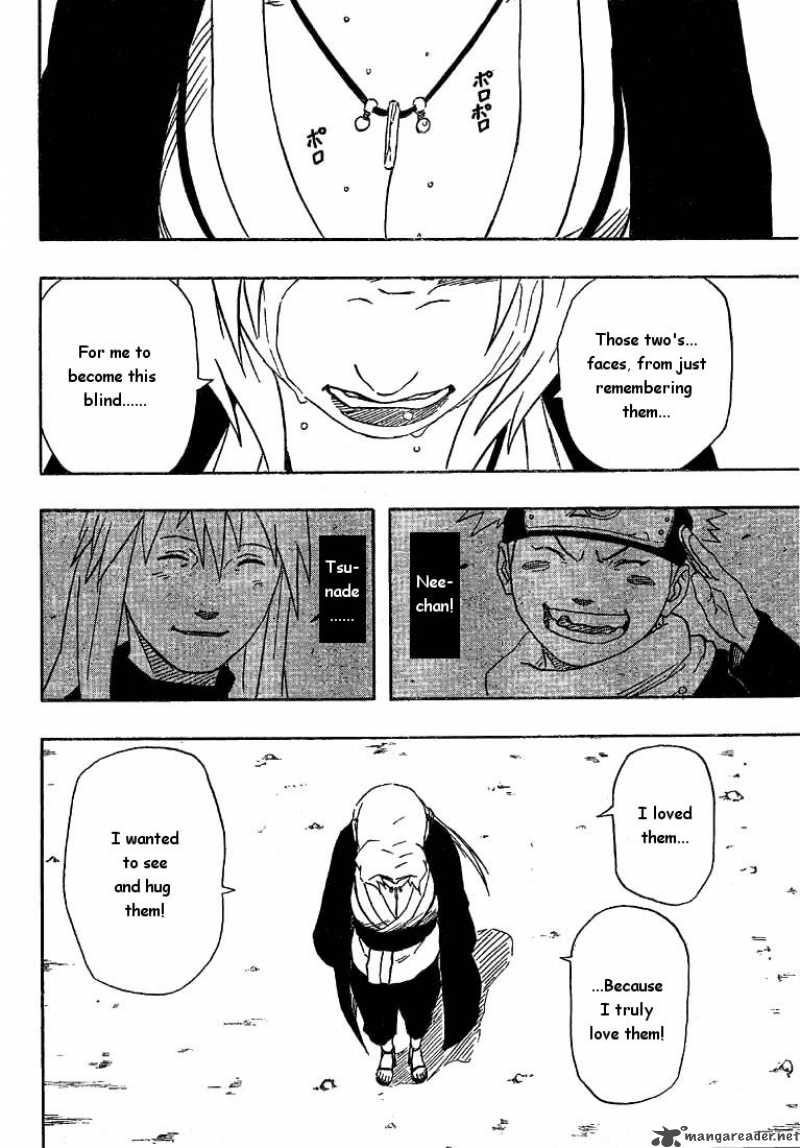 ポロポロ
ポロ
Those two's...
faces, from just
remembering
them...
For me to
become this
blind......
Nee-
chan!
Tsu-
nade
......
I loved
them...
...Because
I truly
love them!
I wanted
to see
and hug
them!
mangareader.net